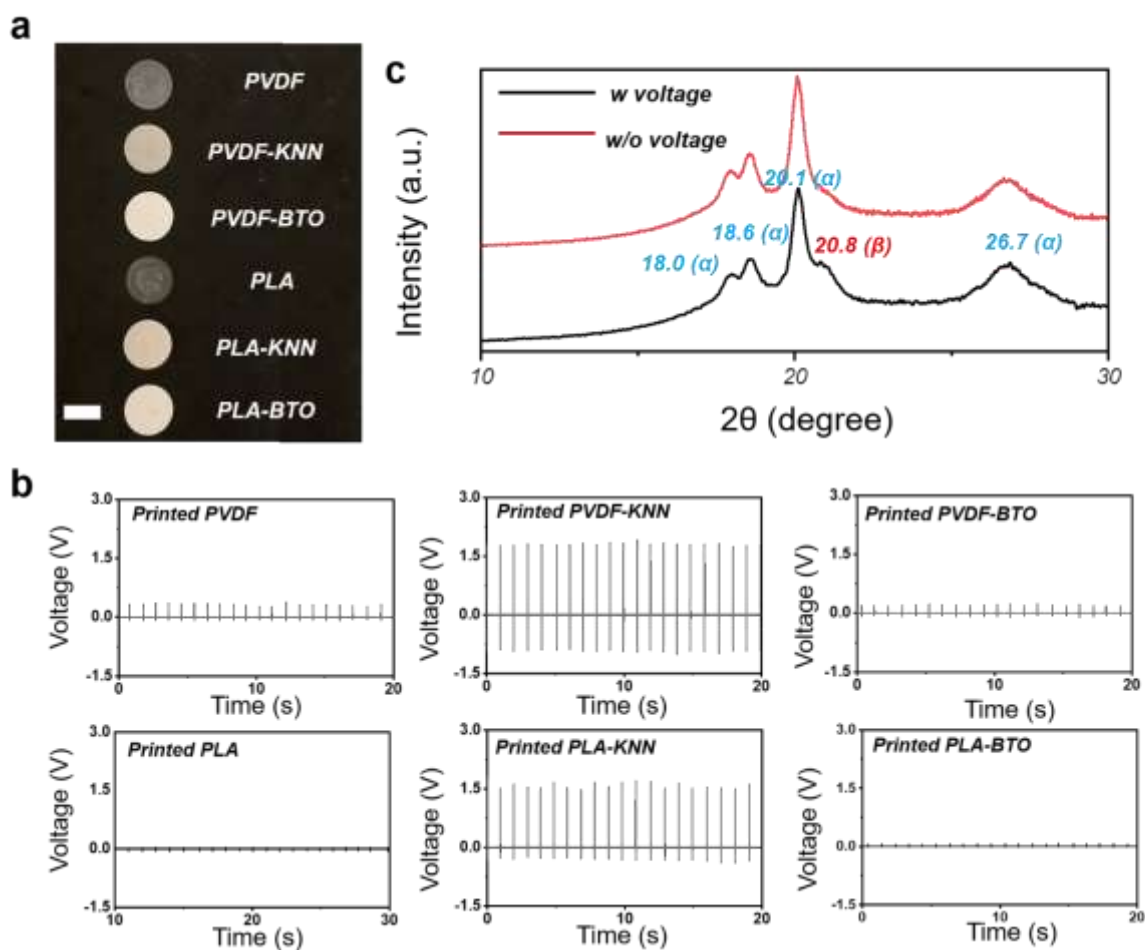 a
PVDF
PVDF-KNN
PVDF-BTO
PLA
PLA-KNN
PLA-BTO
c
w voltage
w/o voltage
20.1 (α)
18.6 (α)
20.8 (β)
26.7 (α)
18.0 (α)
Intensity (a.u.)
10
20
30
2θ (degree)
b
Printed PVDF
Voltage (V)
3.0
1.5
0.0
-1.5
0
10
20
Time (s)
Printed PVDF-KNN
Voltage (V)
3.0
1.5
0.0
-1.5
0
10
20
Time (s)
Printed PVDF-BTO
Voltage (V)
3.0
1.5
0.0
-1.5
0
10
20
Time (s)
Printed PLA
Voltage (V)
3.0
1.5
0.0
-1.5
10
20
30
Time (s)
Printed PLA-KNN
Voltage (V)
3.0
1.5
0.0
-1.5
0
10
20
Time (s)
Printed PLA-BTO
Voltage (V)
3.0
1.5
0.0
-1.5
0
10
20
Time (s)